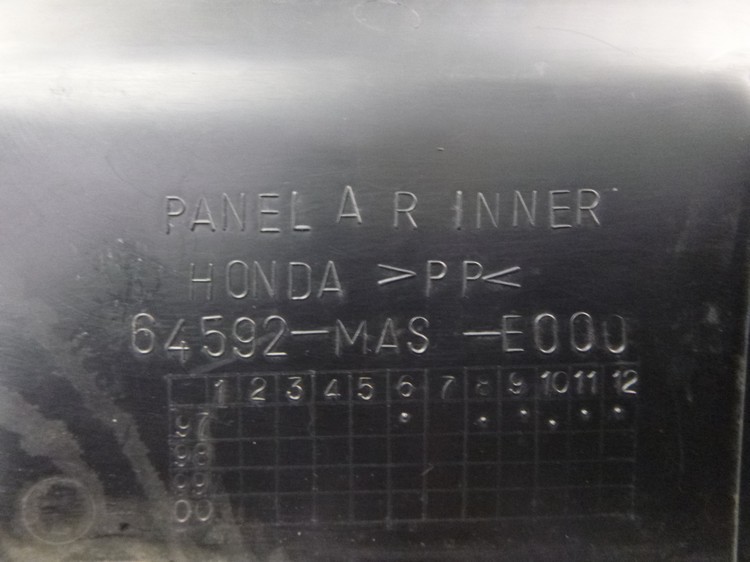 PANEL A R INNER
HONDA >PP<
64592-MAS-E000
1 2 3 4 5 6 7 8 9 10 11 12
97
98
99
00